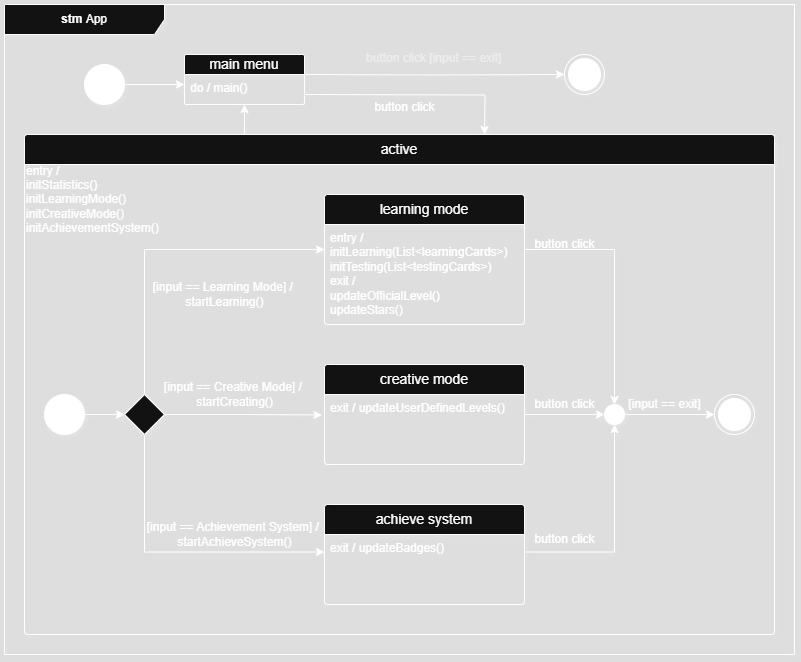 stm App
main menu
do / main()
button click [input == exit]
button click
active
entry /
initStatistics()
initLearningMode()
initCreativeMode()
initAchievementSystem()
learning mode
entry /
initLearning(List<learningCards>)
initTesting(List<testingCards>)
exit /
updateOfficialLevel()
updateStars()
button click
[input == Learning Mode] /
startLearning()
creative mode
exit / updateUserDefinedLevels()
[input == Creative Mode] /
startCreating()
button click
[input == exit]
achieve system
exit / updateBadges()
[input == Achievement System] /
startAchieveSystem()
button click